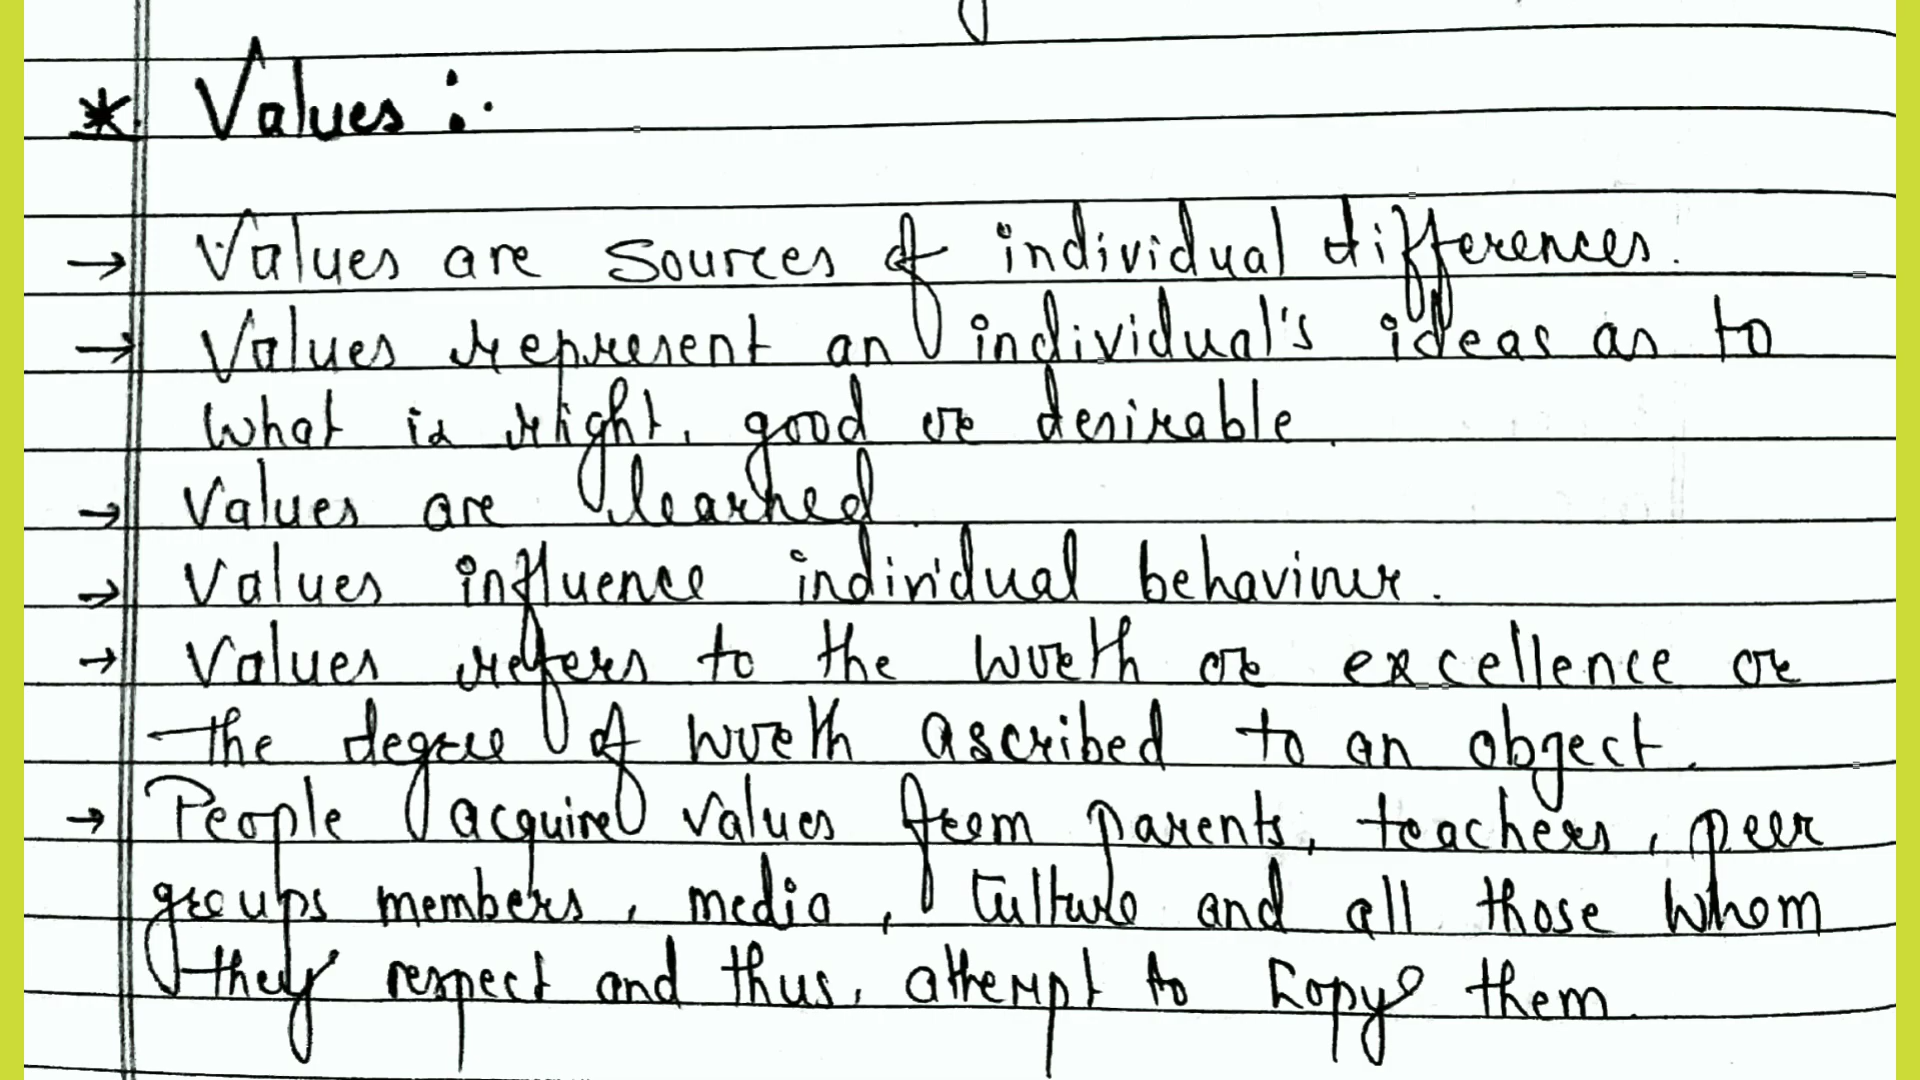 * Values :.
→ Values are sources of individual differences.
→ Values represent an individual's ideas as to
what is right, good or desirable.
→ Values are learned.
→ Values influence individual behaviour.
→ Values refers to the worth or excellence or
the degree of worth ascribed to an object.
→ People acquire values from parents, teachers, peer
groups members, media, culture and all those whom
they respect and thus, attempt to copy them.